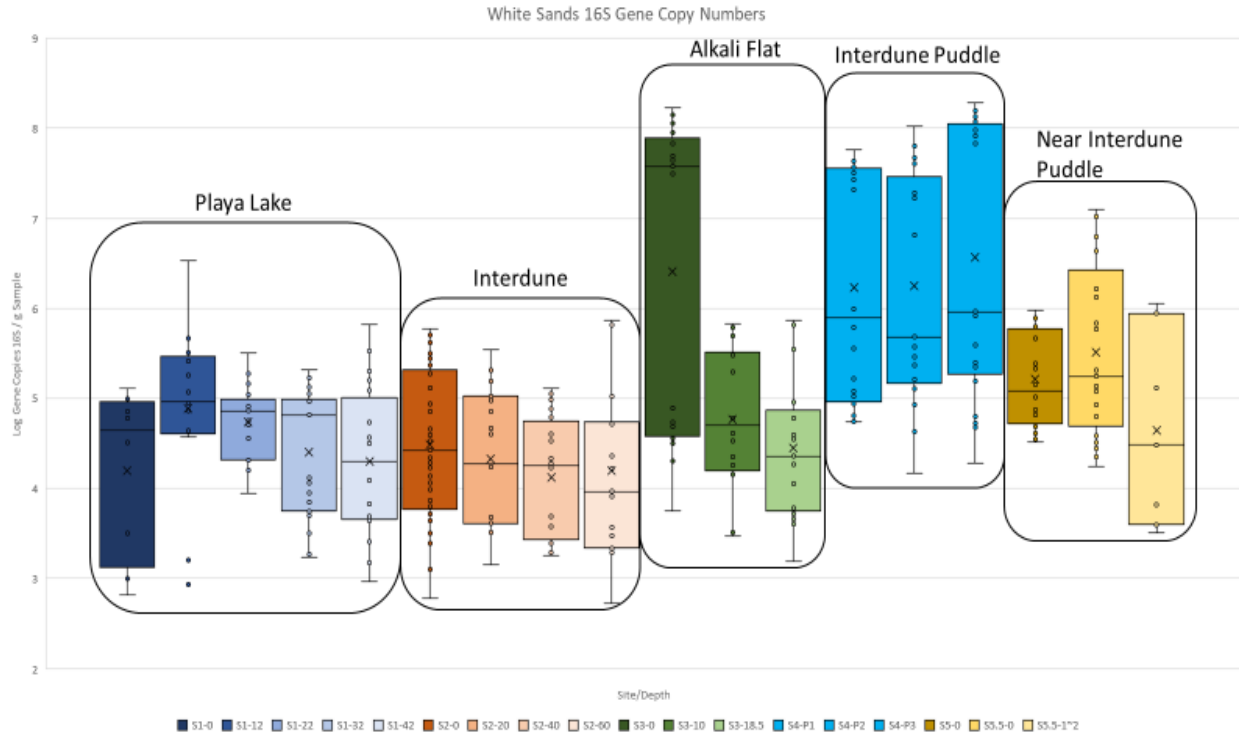 White Sands 16S Gene Copy Numbers
9
8
7
6
5
4
3
2
Log Gene Copies 16S / g Sample
Playa Lake
Interdune
Alkali Flat
Interdune Puddle
Near Interdune
Puddle
Site/Depth
S1-0 S1-12 S1-22 S1-32 S1-42 S2-0 S2-20 S2-40 S2-60 S3-0 S3-10 S3-18.5 S4-P1 S4-P2 S4-P3 S5-0 S5.5-0 S5.5-1~2